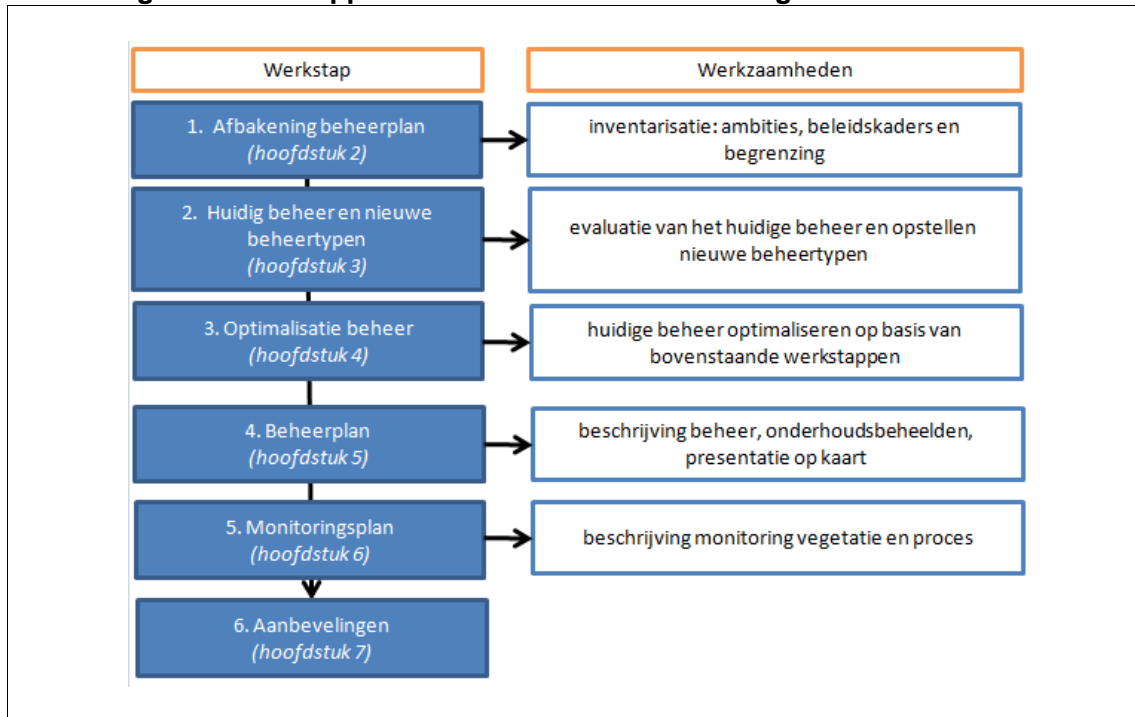 Werkstap
Werkzaamheden
1. Afbakening beheerplan
(hoofdstuk 2)
inventarisatie: ambities, beleidskaders en
begrenzing
2. Huidig beheer en nieuwe
beheertypen
(hoofdstuk 3)
evaluatie van het huidige beheer en opstellen
nieuwe beheertypen
3. Optimalisatie beheer
(hoofdstuk 4)
huidige beheer optimaliseren op basis van
bovenstaande werkstappen
4. Beheerplan
(hoofdstuk 5)
beschrijving beheer, onderhoudsbeheelden,
presentatie op kaart
5. Monitoringsplan
(hoofdstuk 6)
beschrijving monitoring vegetatie en proces
6. Aanbevelingen
(hoofdstuk 7)